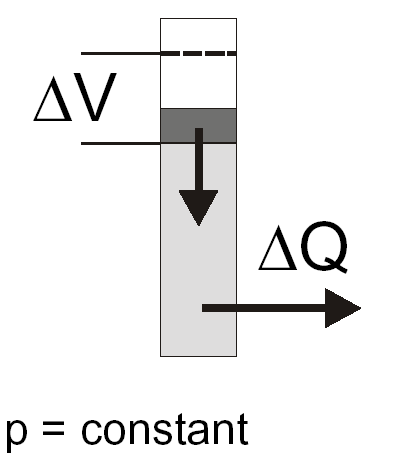 ΔV
ΔQ
p = constant